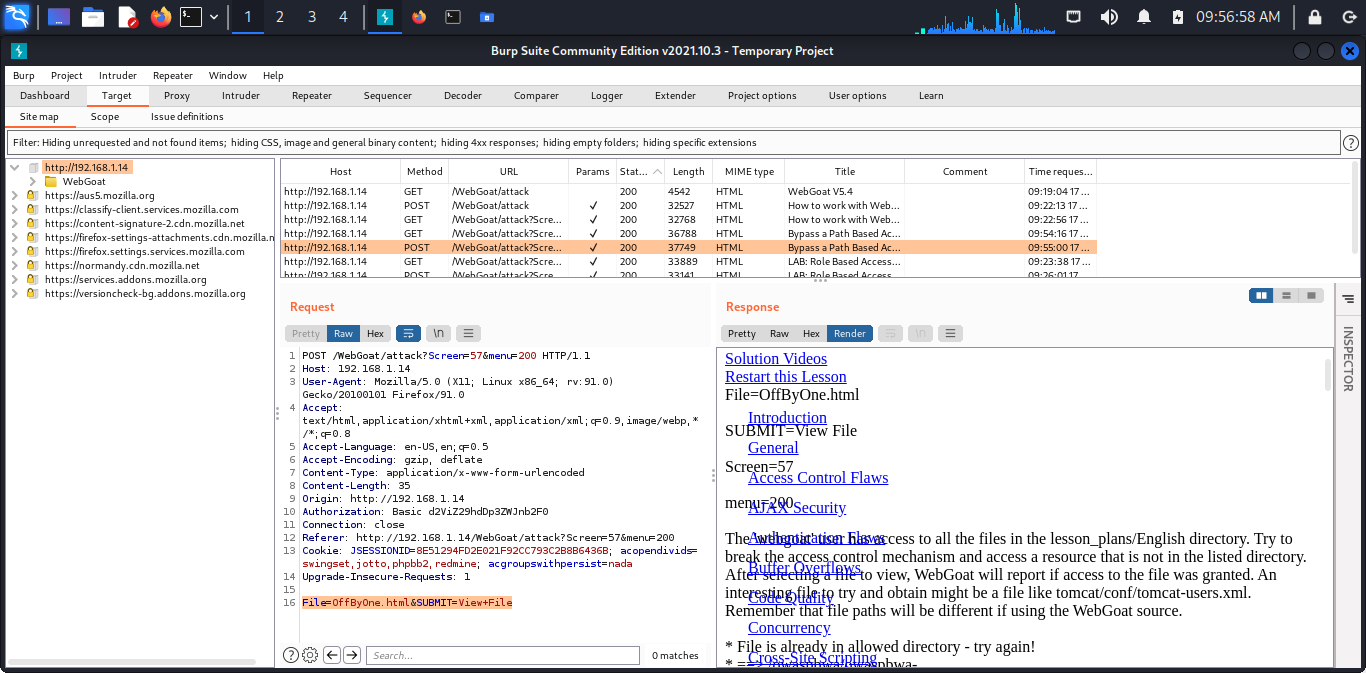 1 2 3 4 09:56:58 AM
Burp Suite Community Edition v2021.10.3 - Temporary Project
Burp Project Intruder Repeater Window Help
Dashboard Target Proxy Intruder Repeater Sequencer Decoder Comparer Logger Extender Project options User options Learn
Site map Scope Issue definitions
Filter: Hiding unrequested and not found items; hiding CSS, image and general binary content; hiding 4xx responses; hiding empty folders; hiding specific extensions
http://192.168.1.14
WebGoat
https://aus5.mozilla.org
https://classify-client.services.mozilla.com
https://content-signature-2.cdn.mozilla.net
https://firefox-settings-attachments.cdn.mozilla.n
https://firefox.settings.services.mozilla.com
https://normandy.cdn.mozilla.net
https://services.addons.mozilla.org
https://versioncheck-bg.addons.mozilla.org
Host Method URL Params Stat... Length MIME type Title Comment Time reques...
http://192.168.1.14 GET /WebGoat/attack 200 4542 HTML WebGoat V5.4 09:19:04 17 ...
http://192.168.1.14 POST /WebGoat/attack ✓ 200 32527 HTML How to work with Web... 09:22:13 17 ...
http://192.168.1.14 GET /WebGoat/attack?Scre... ✓ 200 32768 HTML How to work with Web... 09:22:56 17 ...
http://192.168.1.14 GET /WebGoat/attack?Scre... ✓ 200 36788 HTML Bypass a Path Based Ac... 09:54:16 17 ...
http://192.168.1.14 POST /WebGoat/attack?Scre... ✓ 200 37749 HTML Bypass a Path Based Ac... 09:55:00 17 ...
http://192.168.1.14 GET /WebGoat/attack?Scre... ✓ 200 33889 HTML LAB: Role Based Access... 09:23:38 17 ...
http://192.168.1.14 POST /WebGoat/attack?Scre... ✓ 200 33141 HTML LAB: Role Based Access... 09:26:01 17 ...
Request
Pretty Raw Hex \n
1 POST /WebGoat/attack?Screen=57&menu=200 HTTP/1.1
2 Host: 192.168.1.14
3 User-Agent: Mozilla/5.0 (X11; Linux x86_64; rv:91.0)
Gecko/20100101 Firefox/91.0
4 Accept:
text/html,application/xhtml+xml,application/xml;q=0.9,image/webp,*
/*;q=0.8
5 Accept-Language: en-US,en;q=0.5
6 Accept-Encoding: gzip, deflate
7 Content-Type: application/x-www-form-urlencoded
8 Content-Length: 35
9 Origin: http://192.168.1.14
10 Authorization: Basic d2ViZ29hdDp3ZWJnb2F0
11 Connection: close
12 Referer: http://192.168.1.14/WebGoat/attack?Screen=57&menu=200
13 Cookie: JSESSIONID=8E51294FD2E021F92CC793C2B8B6436B; acopendivids=
swingset,jotto,phpbb2,redmine; acgroupswithpersist=nada
14 Upgrade-Insecure-Requests: 1
15
16 File=OffByOne.html&SUBMIT=View+File
Search... 0 matches
Response
Pretty Raw Hex Render \n
Solution Videos
Restart this Lesson
File=OffByOne.html
Introduction
SUBMIT=View File
General
Screen=57
Access Control Flaws
menu=200
AJAX Security
Authentication Flaws
The 'webgoat' user has access to all the files in the lesson_plans/English directory. Try to
break the access control mechanism and access a resource that is not in the listed directory.
Buffer Overflows
After selecting a file to view, WebGoat will report if access to the file was granted. An
interesting file to try and obtain might be a file like tomcat/conf/tomcat-users.xml.
Code Quality
Remember that file paths will be different if using the WebGoat source.
Concurrency
* File is already in allowed directory - try again!
Cross-Site Scripting
INSPECTOR